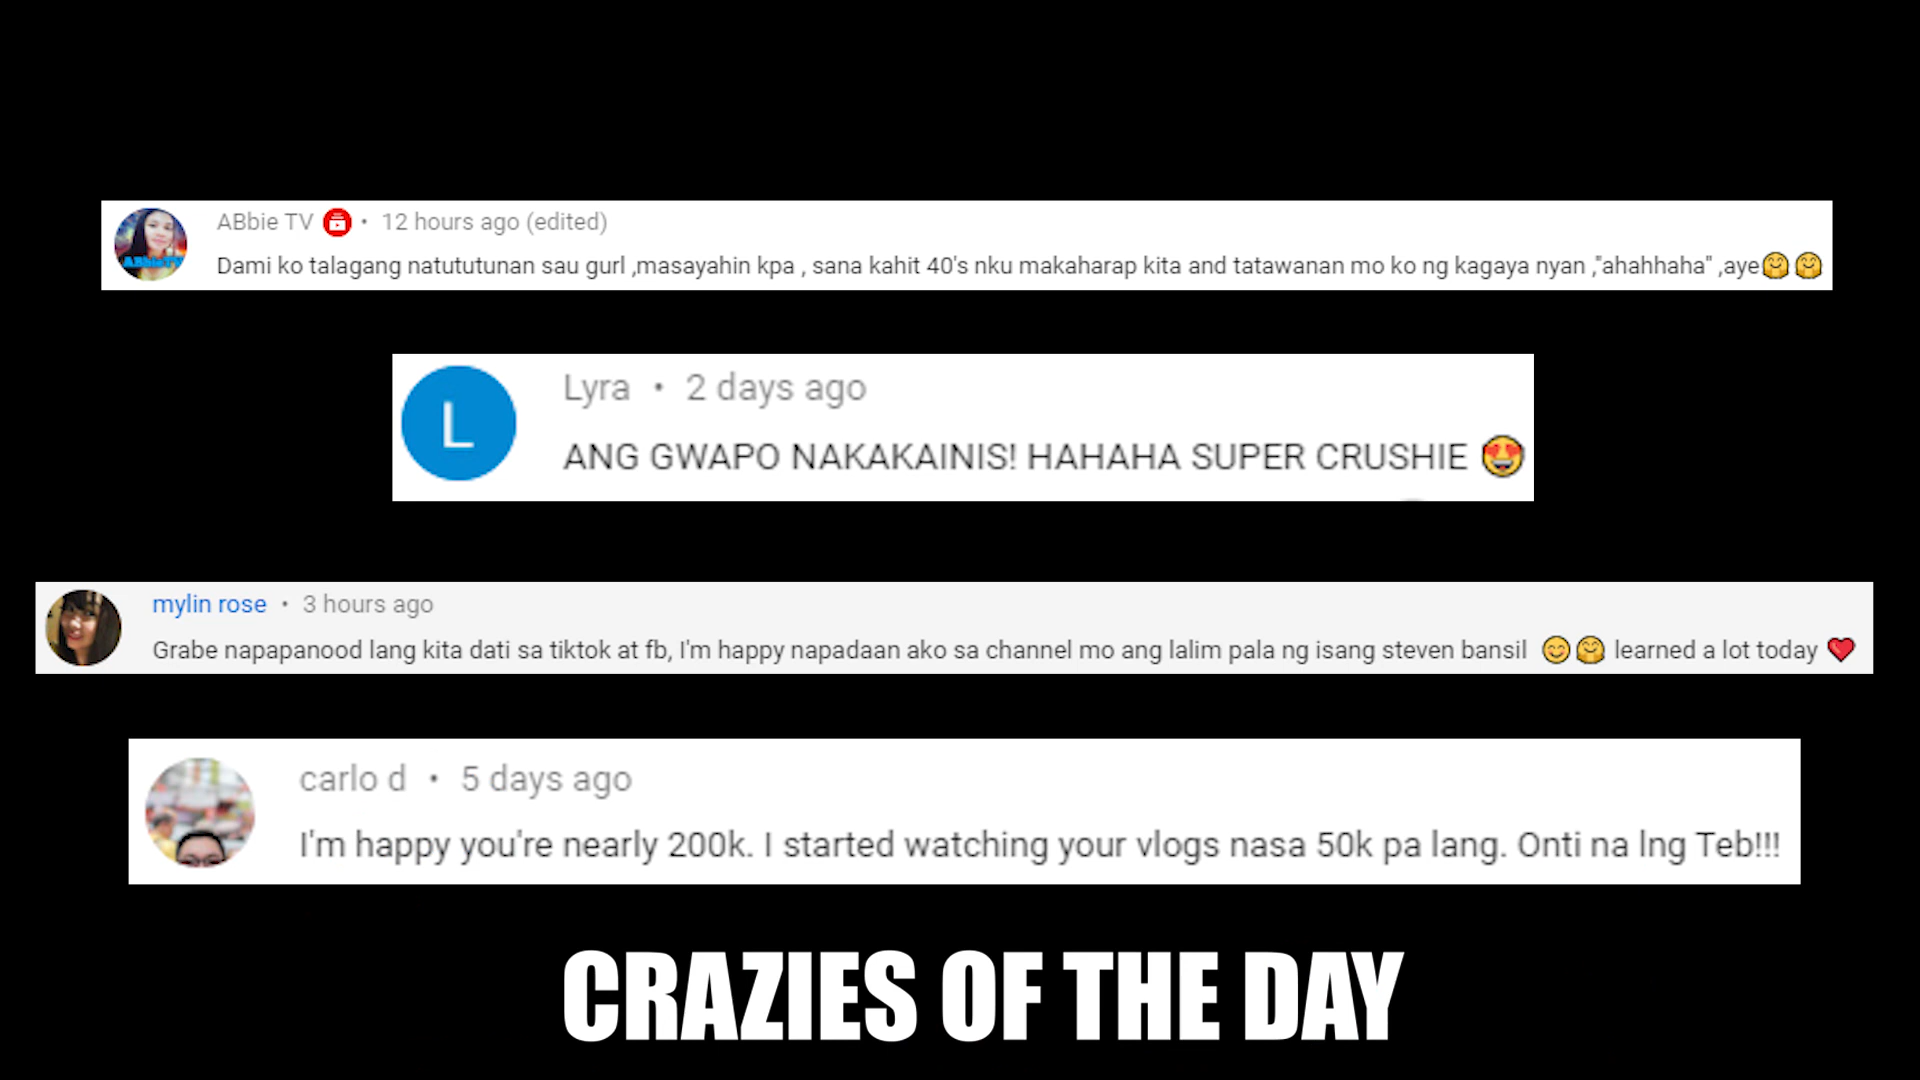 ABbie TV • 12 hours ago (edited)
Dami ko talagang natututunan sau gurl ,masayahin kpa , sana kahit 40's nku makaharap kita and tatawanan mo ko ng kagaya nyan ,"ahahhaha" ,aye🤗🤗
L
Lyra • 2 days ago
ANG GWAPO NAKAKAINIS! HAHAHA SUPER CRUSHIE 😍
mylin rose • 3 hours ago
Grabe napapanood lang kita dati sa tiktok at fb, I'm happy napadaan ako sa channel mo ang lalim pala ng isang steven bansil 😊🤗 learned a lot today ❤️
carlo d • 5 days ago
I'm happy you're nearly 200k. I started watching your vlogs nasa 50k pa lang. Onti na lng Teb!!!
CRAZIES OF THE DAY